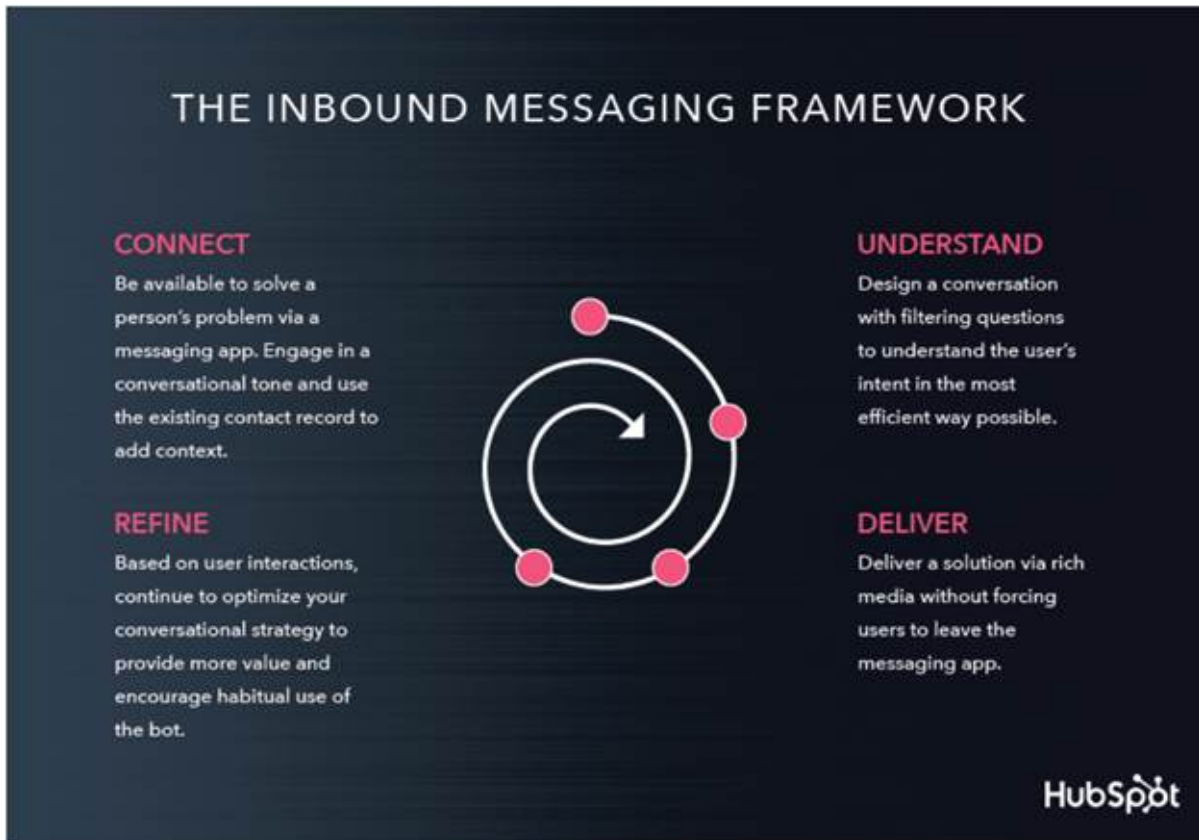 THE INBOUND MESSAGING FRAMEWORK
CONNECT
Be available to solve a
person's problem via a
messaging app. Engage in a
conversational tone and use
the existing contact record to
add context.
UNDERSTAND
Design a conversation
with filtering questions
to understand the user's
intent in the most
efficient way possible.
REFINE
Based on user interactions,
continue to optimize your
conversational strategy to
provide more value and
encourage habitual use of
the bot.
DELIVER
Deliver a solution via rich
media without forcing
users to leave the
messaging app.
HubSpot